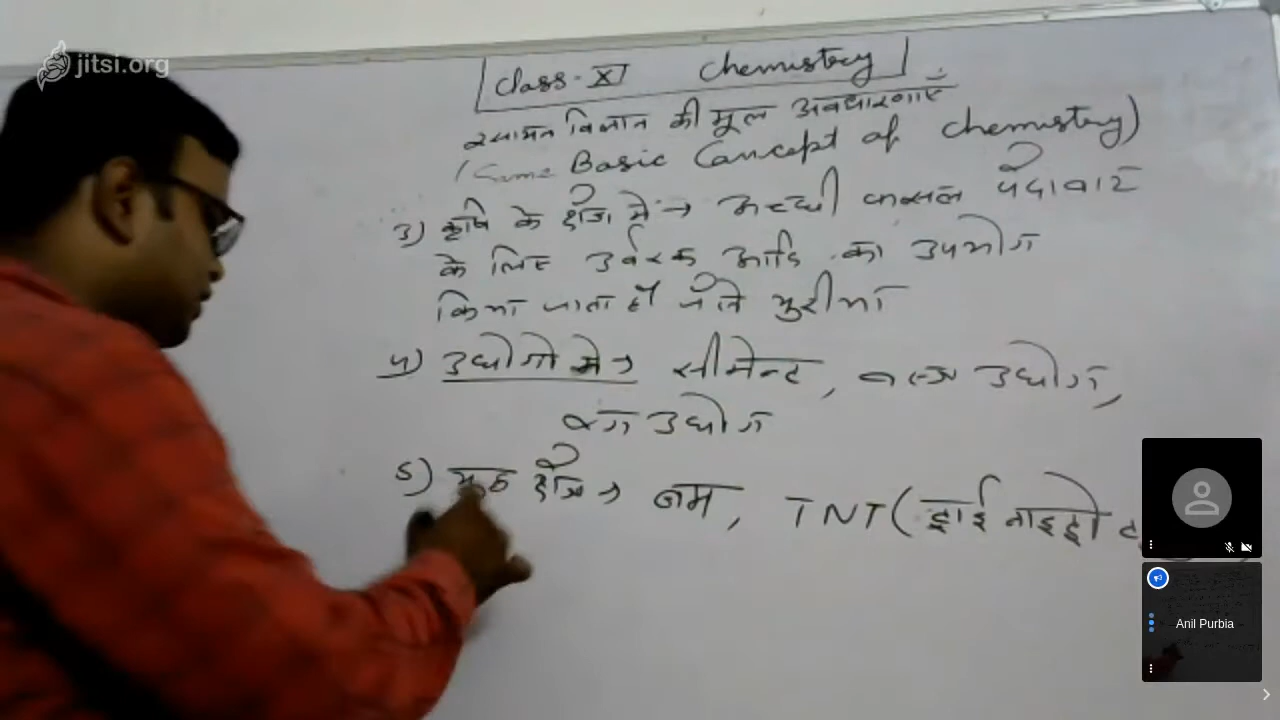 jitsi.org
Class-XI Chemistry
रसायन विज्ञान की मूल अवधारणाएँ
(Some Basic Concept of Chemistry)
3) कृषि के क्षेत्र में → अच्छी फसल पैदावार
के लिए उर्वरक आदि का उपयोग
किया जाता है जैसे यूरीया
4) उद्योगो मे → सीमेन्ट, वस्त्र उद्योग,
उद्योग
5) युद्ध क्षेत्र → बम, TNT (ट्राई नाइट्रो
Anil Purbia